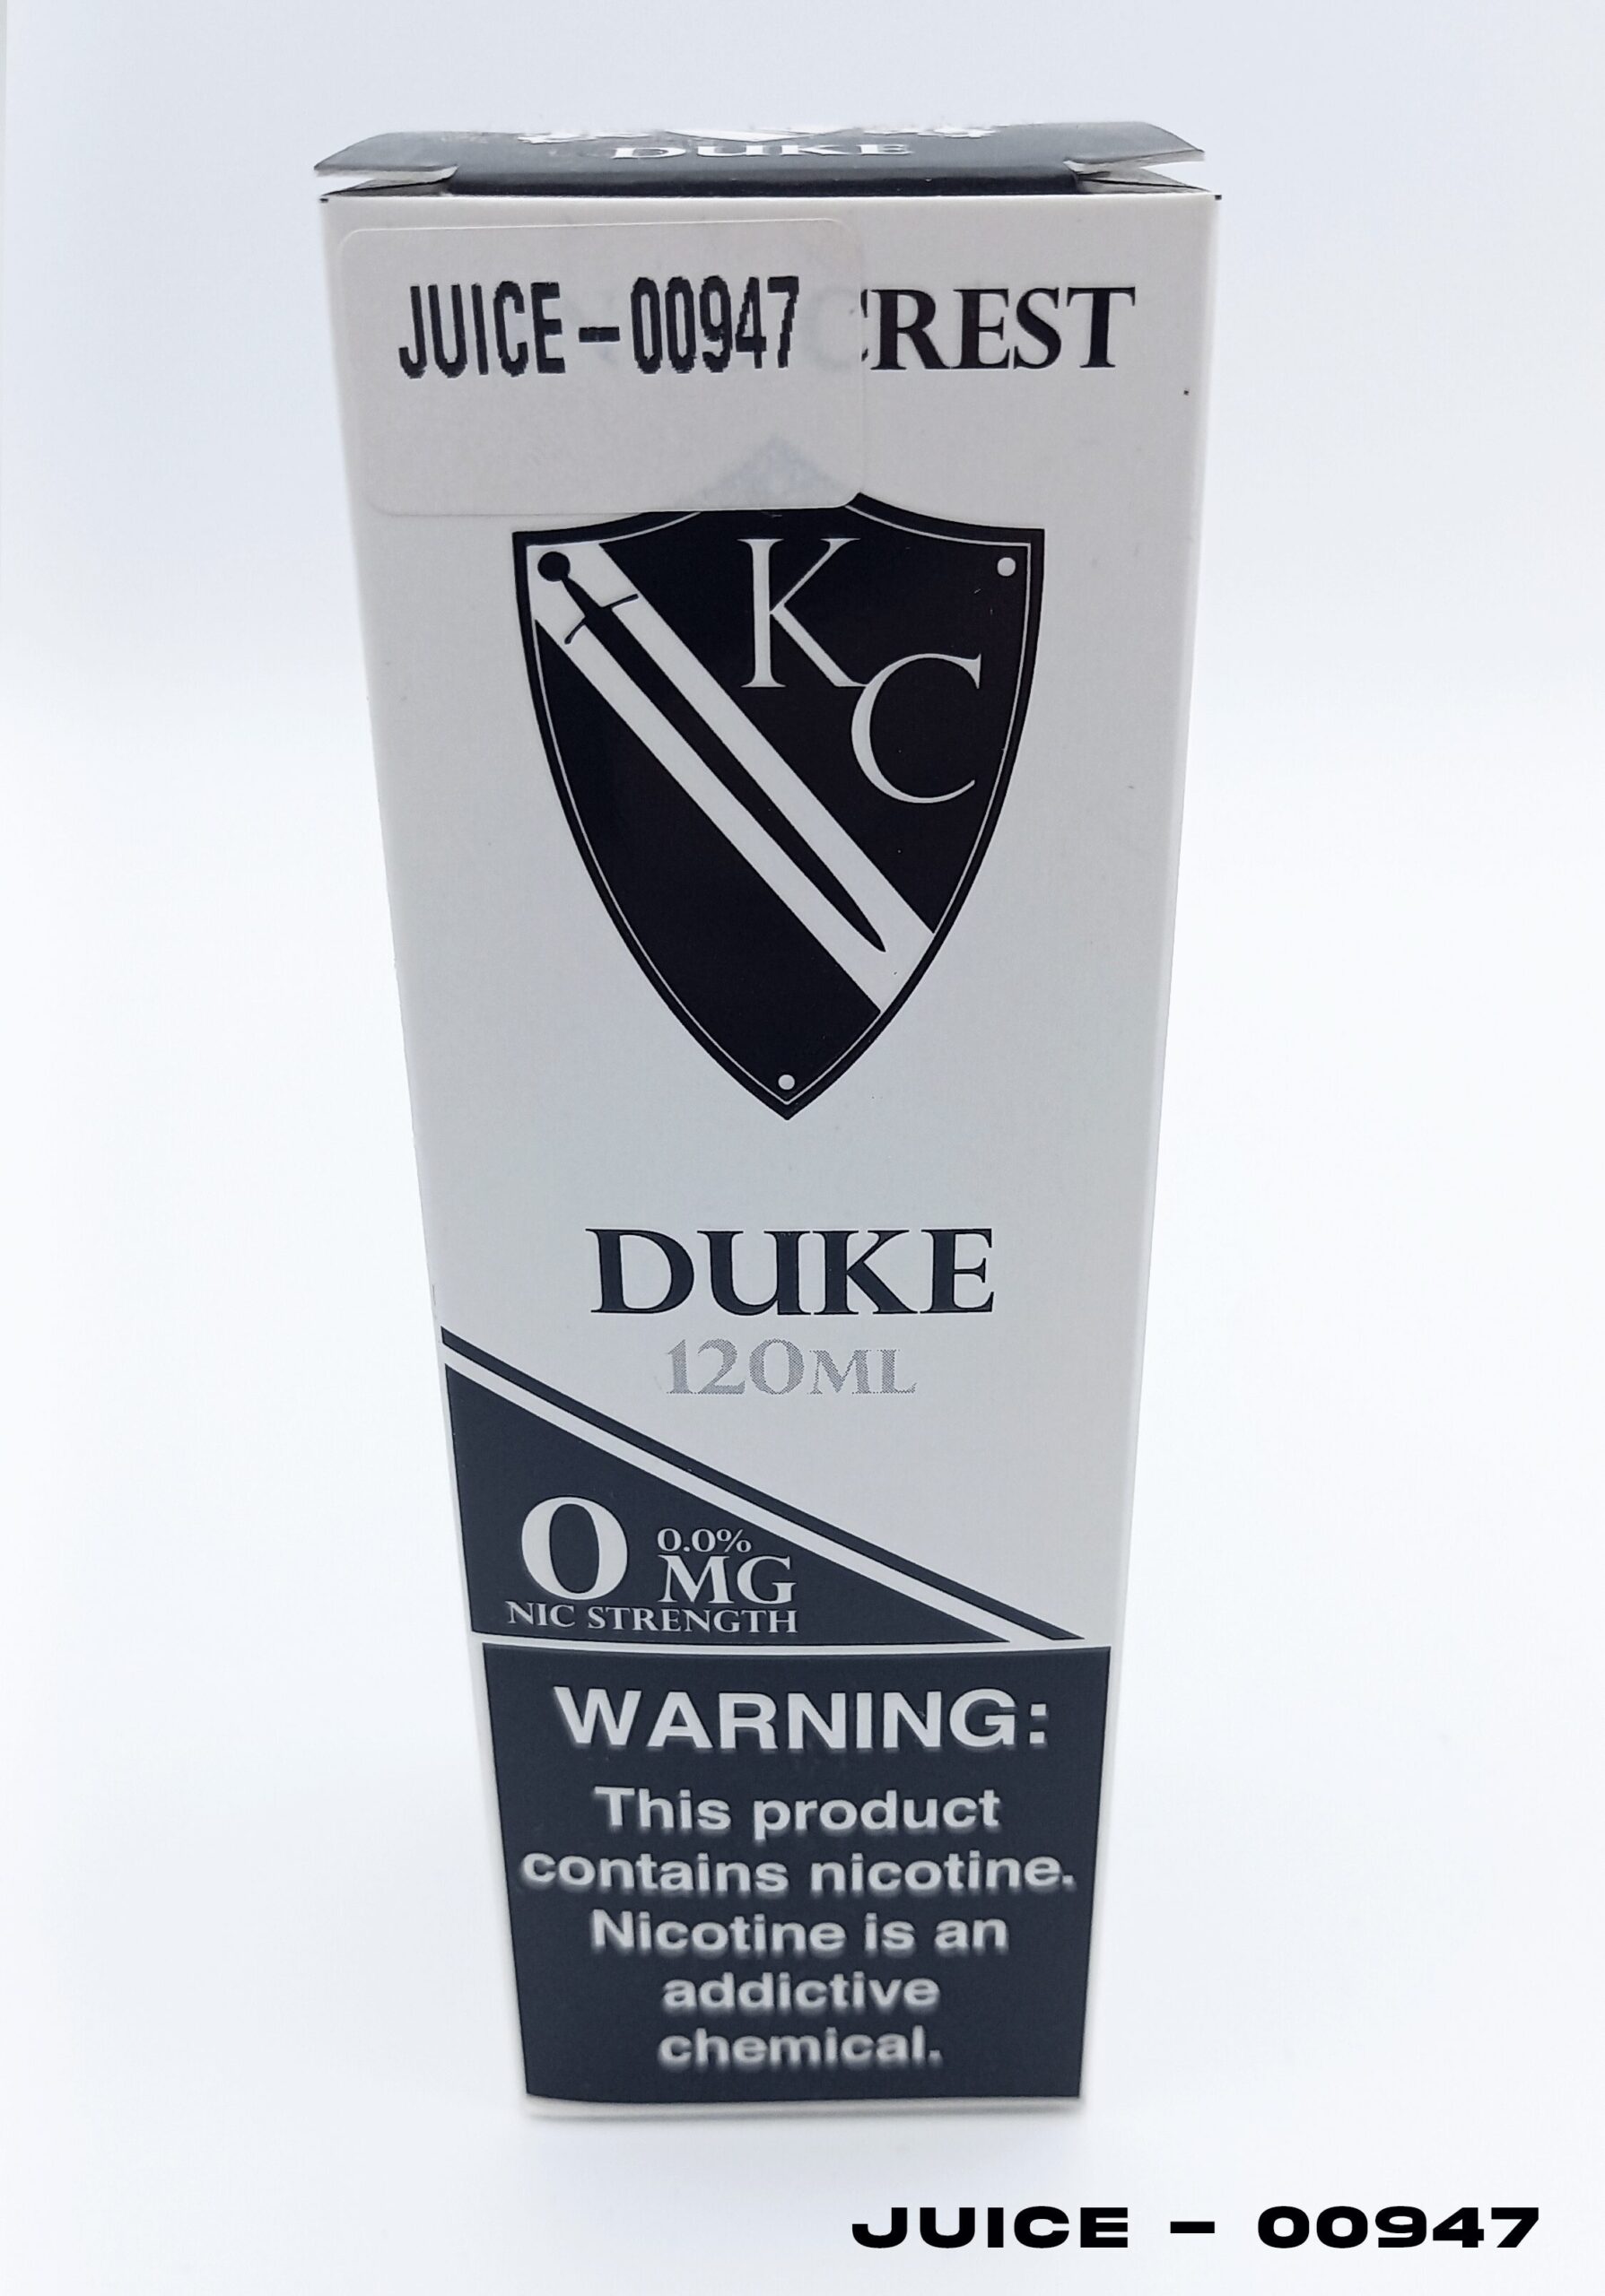 DUKE
JUICE-00947
CREST
K
C
DUKE
120ML
0 0.0%
MG
NIC STRENGTH
WARNING:
This product
contains nicotine.
Nicotine is an
addictive
chemical.
JUICE - 00947